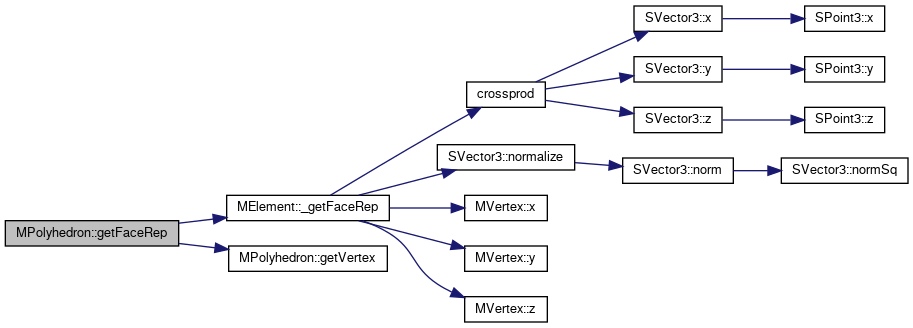 SVector3::x
SPoint3::x
SVector3::y
SPoint3::y
crossprod
SVector3::z
SPoint3::z
SVector3::normalize
SVector3::norm
SVector3::normSq
MElement::_getFaceRep
MVertex::x
MPolyhedron::getFaceRep
MPolyhedron::getVertex
MVertex::y
MVertex::z